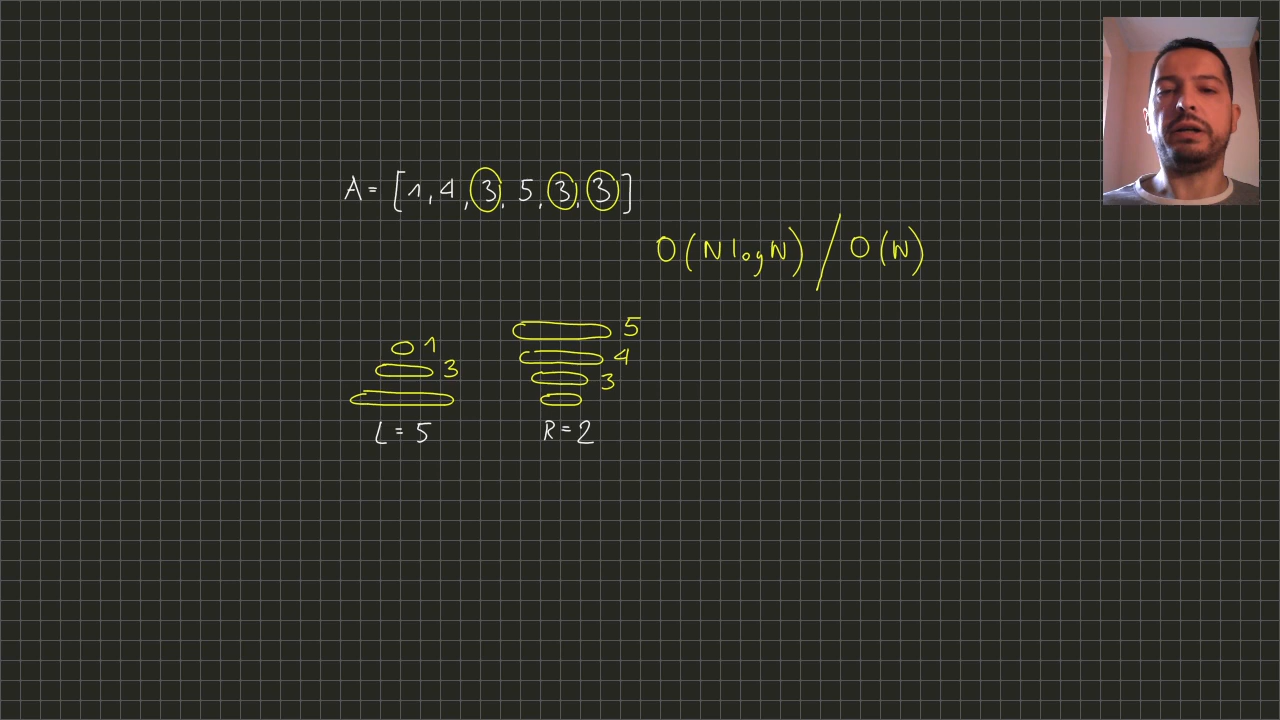 A = [1, 4, 3, 5, 3, 3]
O(N log N) / O(N)
5
1
4
3
3
L = 5
R = 2